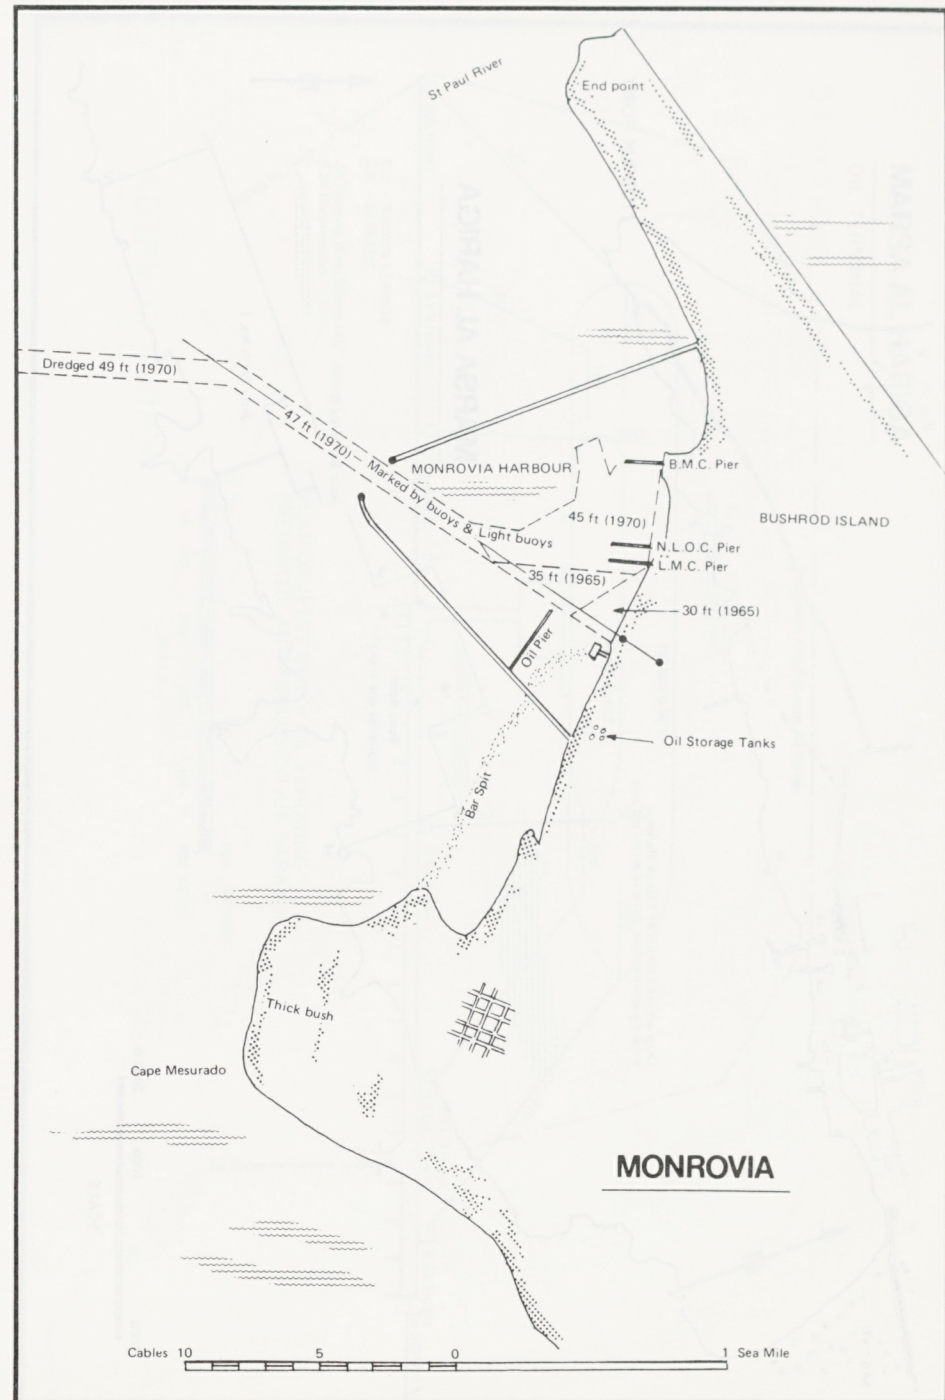 St Paul River
End point
Dredged 49 ft (1970)
47 ft (1970) – Marked by buoys & Light buoys
MONROVIA HARBOUR
B.M.C. Pier
45 ft (1970)
BUSHROD ISLAND
N.L.O.C. Pier
L.M.C. Pier
35 ft (1965)
30 ft (1965)
Oil Pier
Oil Storage Tanks
Bar Spit
Thick bush
Cape Mesurado
MONROVIA
Cables 10 5 0 1 Sea Mile